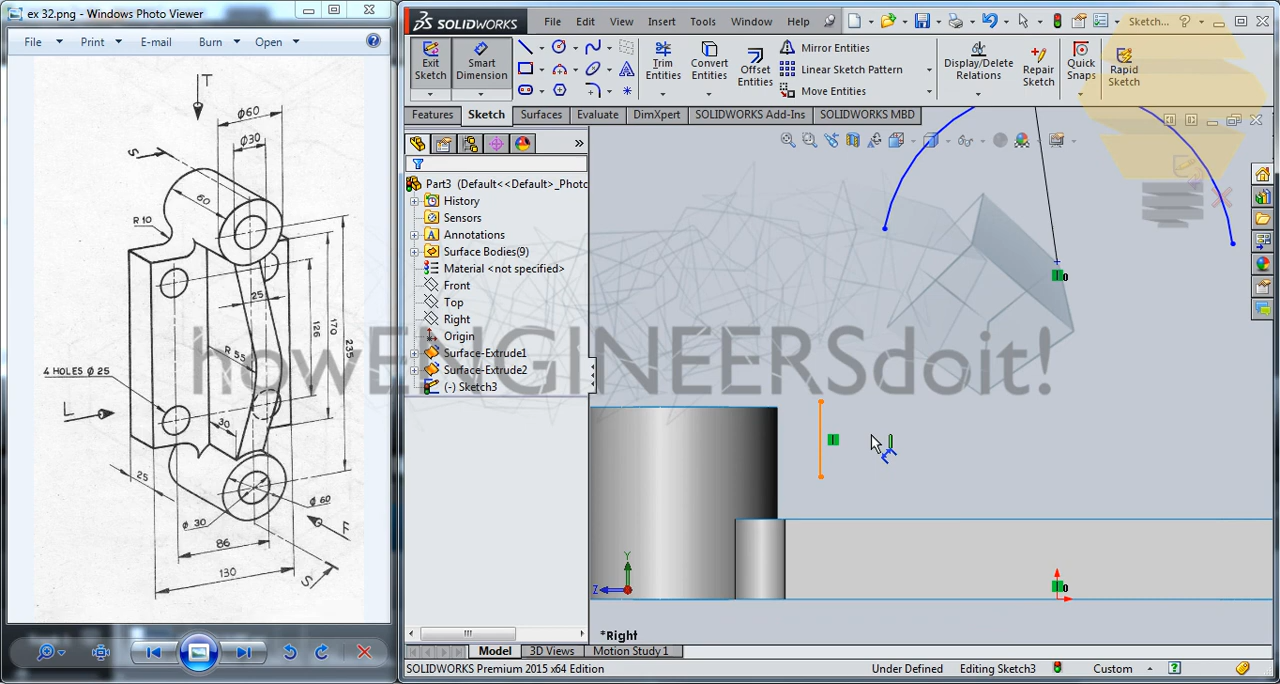 ex 32.png - Windows Photo Viewer
File Print E-mail Burn Open
T
Ø60
Ø30
S
60
R 10
25
126
170
235
R 55
4 HOLES Ø 25
L
30
25
Ø 60
Ø 30
F
86
S
130
SOLIDWORKS File Edit View Insert Tools Window Help Sketch... ?
Exit Sketch
Smart Dimension
Trim Entities
Convert Entities
Offset Entities
Mirror Entities
Linear Sketch Pattern
Move Entities
Display/Delete Relations
Repair Sketch
Quick Snaps
Rapid Sketch
Features Sketch Surfaces Evaluate DimXpert SOLIDWORKS Add-Ins SOLIDWORKS MBD
Part3 (Default<<Default>_Photo
History
Sensors
Annotations
Surface Bodies(9)
Material <not specified>
Front
Top
Right
Origin
Surface-Extrude1
Surface-Extrude2
(-) Sketch3
0
0
Y
Z
*Right
howENGINEERSdoit!
Model 3D Views Motion Study 1
SOLIDWORKS Premium 2015 x64 Edition Under Defined Editing Sketch3 Custom